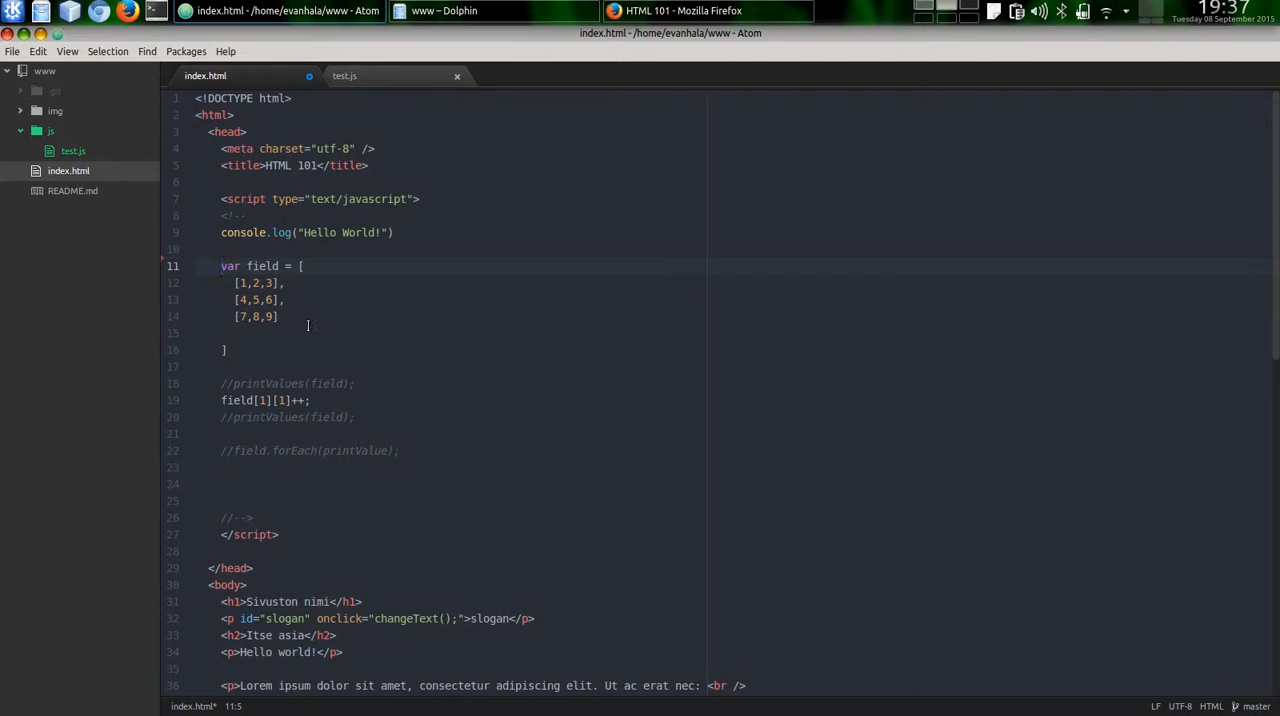 index.html - /home/evanhala/www - Atom
www – Dolphin
HTML 101 - Mozilla Firefox
19:37
Tuesday 08 September 2015
index.html - /home/evanhala/www - Atom
File Edit View Selection Find Packages Help
www
.git
img
js
test.js
index.html
README.md
index.html
test.js
1 <!DOCTYPE html>
2 <html>
3 <head>
4 <meta charset="utf-8" />
5 <title>HTML 101</title>
6
7 <script type="text/javascript">
8 <!--
9 console.log("Hello World!")
10
11 var field = [
12 [1,2,3],
13 [4,5,6],
14 [7,8,9]
15
16 ]
17
18 //printValues(field);
19 field[1][1]++;
20 //printValues(field);
21
22 //field.forEach(printValue);
23
24
25
26 //-->
27 </script>
28
29 </head>
30 <body>
31 <h1>Sivuston nimi</h1>
32 <p id="slogan" onclick="changeText();">slogan</p>
33 <h2>Itse asia</h2>
34 <p>Hello world!</p>
35
36 <p>Lorem ipsum dolor sit amet, consectetur adipiscing elit. Ut ac erat nec: <br />
index.html* 11:5
LF UTF-8 HTML master